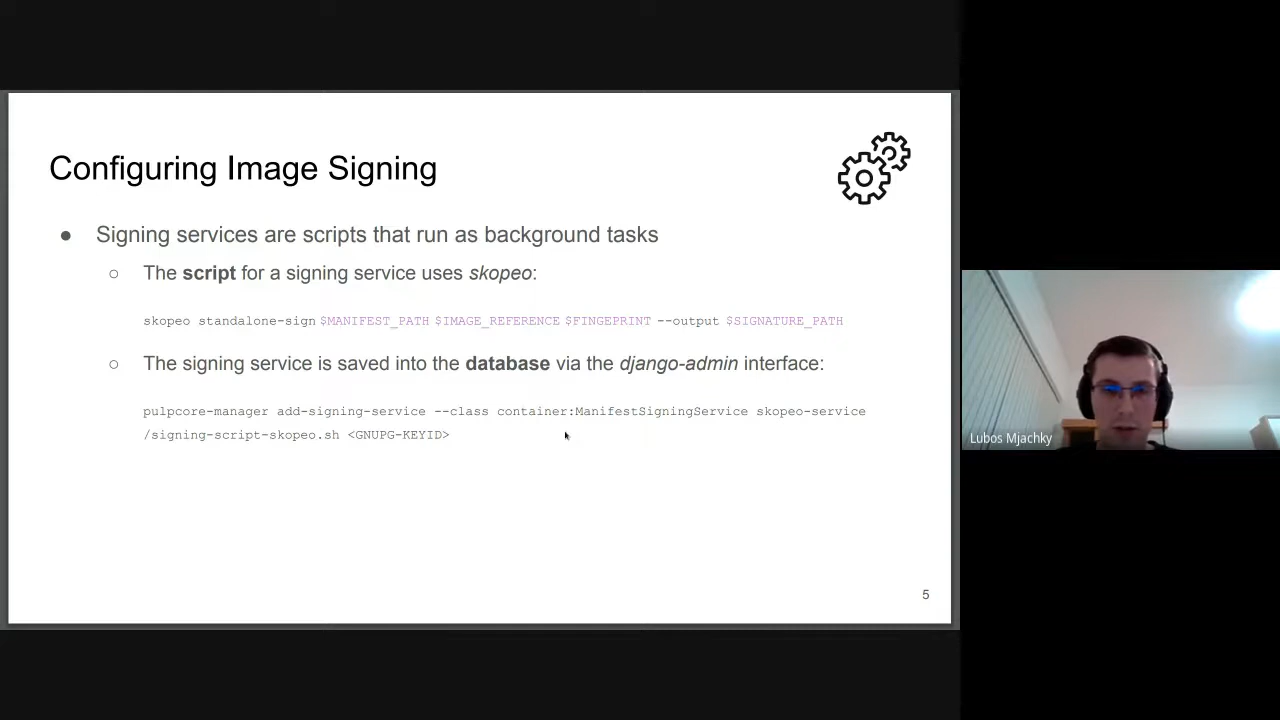 Configuring Image Signing
● Signing services are scripts that run as background tasks
○ The script for a signing service uses skopeo:
skopeo standalone-sign $MANIFEST_PATH $IMAGE_REFERENCE $FINGEPRINT --output $SIGNATURE_PATH
○ The signing service is saved into the database via the django-admin interface:
pulpcore-manager add-signing-service --class container:ManifestSigningService skopeo-service
/signing-script-skopeo.sh <GNUPG-KEYID>
5
Lubos Mjachky